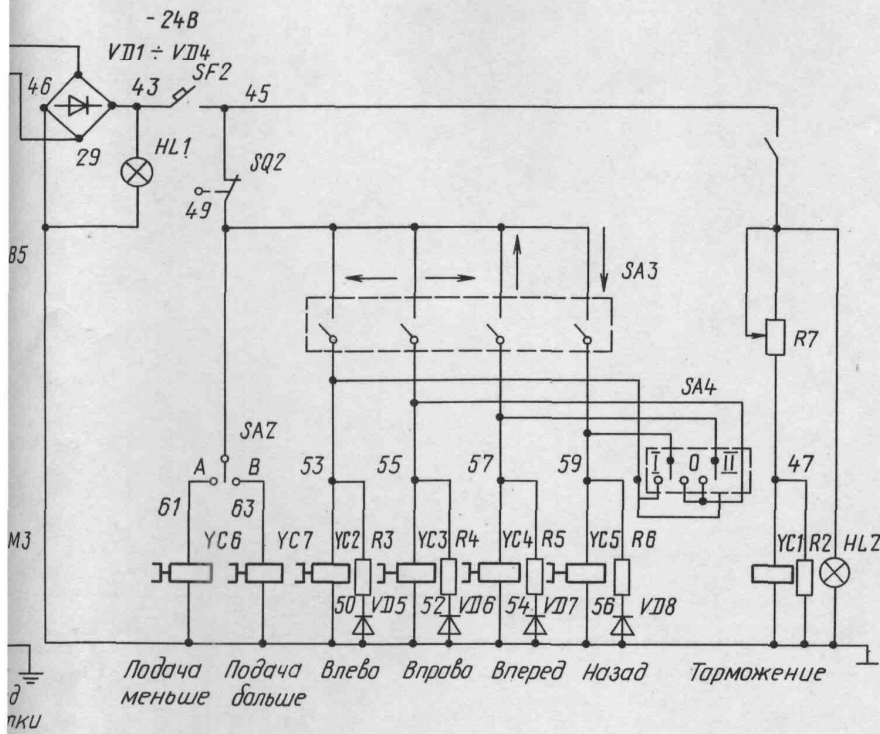 - 24В
VД1 ÷ VД4
SF2
46
43
45
29
HL1
SQ2
49
В5
SA3
R7
SA4
SA2
А
В
53
55
57
59
I
0
II
47
61
63
М3
YC6
YC7
YC2
R3
YC3
R4
YC4
R5
YC5
R6
YC1
R2
HL2
50
VД5
52
VД6
54
VД7
56
VД8
Подача меньше
Подача больше
Влево
Вправо
Вперед
Назад
Торможение